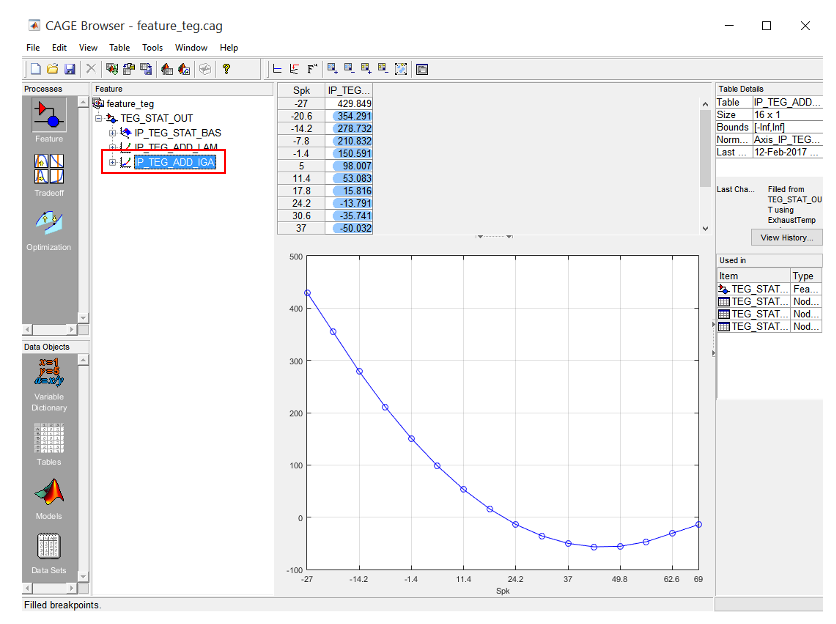 CAGE Browser - feature_teg.cag
File Edit View Table Tools Window Help
Processes
Feature
Tradeoff
Optimization
Data Objects
x=1
y=5
a=x/y
Variable
Dictionary
Tables
Models
Data Sets
Feature
feature_teg
TEG_STAT_OUT
IP_TEG_STAT_BAS
IP_TEG_ADD_LAM
IP_TEG_ADD_IGA
Spk IP_TEG...
-27 429.849
-20.6 354.291
-14.2 278.732
-7.8 210.832
-1.4 150.591
5 98.007
11.4 53.083
17.8 15.816
24.2 -13.791
30.6 -35.741
37 -50.032
500
400
300
200
100
0
-100
-27 -14.2 -1.4 11.4 24.2 37 49.8 62.6 69
Spk
Table Details
Table IP_TEG_ADD...
Size 16 x 1
Bounds [-Inf,Inf]
Norm... Axis_IP_TEG...
Last ... 12-Feb-2017
Last Cha... Filled from
TEG_STAT_OU
T using
ExhaustTemp
View History...
Used in
Item Type
TEG_STAT... Fea...
TEG_STAT... Nod...
TEG_STAT... Nod...
TEG_STAT... Nod...
Filled breakpoints.